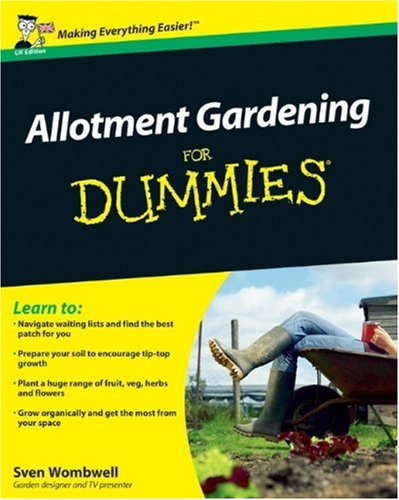 Making Everything Easier!™
UK Edition
Allotment Gardening
FOR
DUMMIES®
Learn to:
• Navigate waiting lists and find the best
patch for you
• Prepare your soil to encourage tip-top
growth
• Plant a huge range of fruit, veg, herbs
and flowers
• Grow organically and get the most from
your space
Sven Wombwell
Garden designer and TV presenter